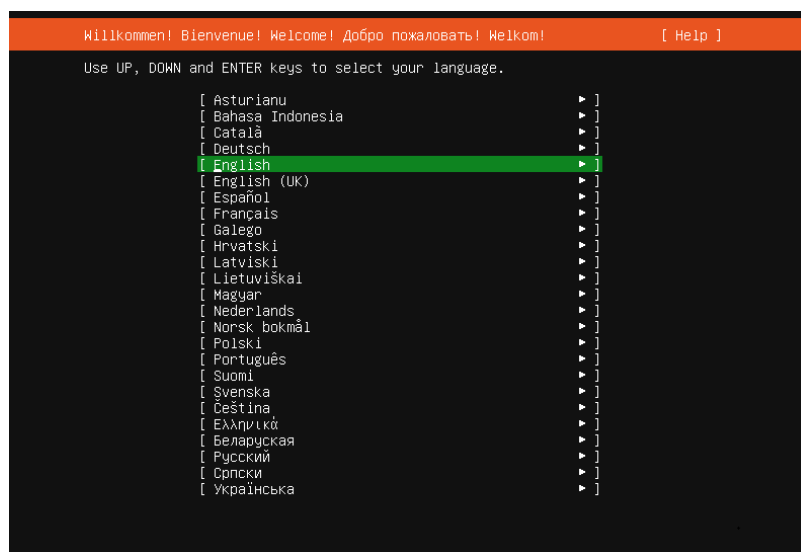 Willkommen! Bienvenue! Welcome! Добро пожаловать! Welkom! [ Help ]
Use UP, DOWN and ENTER keys to select your language.
[ Asturianu ► ]
[ Bahasa Indonesia ► ]
[ Català ► ]
[ Deutsch ► ]
[ English ► ]
[ English (UK) ► ]
[ Español ► ]
[ Français ► ]
[ Galego ► ]
[ Hrvatski ► ]
[ Latviski ► ]
[ Lietuviškai ► ]
[ Magyar ► ]
[ Nederlands ► ]
[ Norsk bokmål ► ]
[ Polski ► ]
[ Português ► ]
[ Suomi ► ]
[ Svenska ► ]
[ Čeština ► ]
[ Ελληνικά ► ]
[ Беларуская ► ]
[ Русский ► ]
[ Српски ► ]
[ Українська ► ]